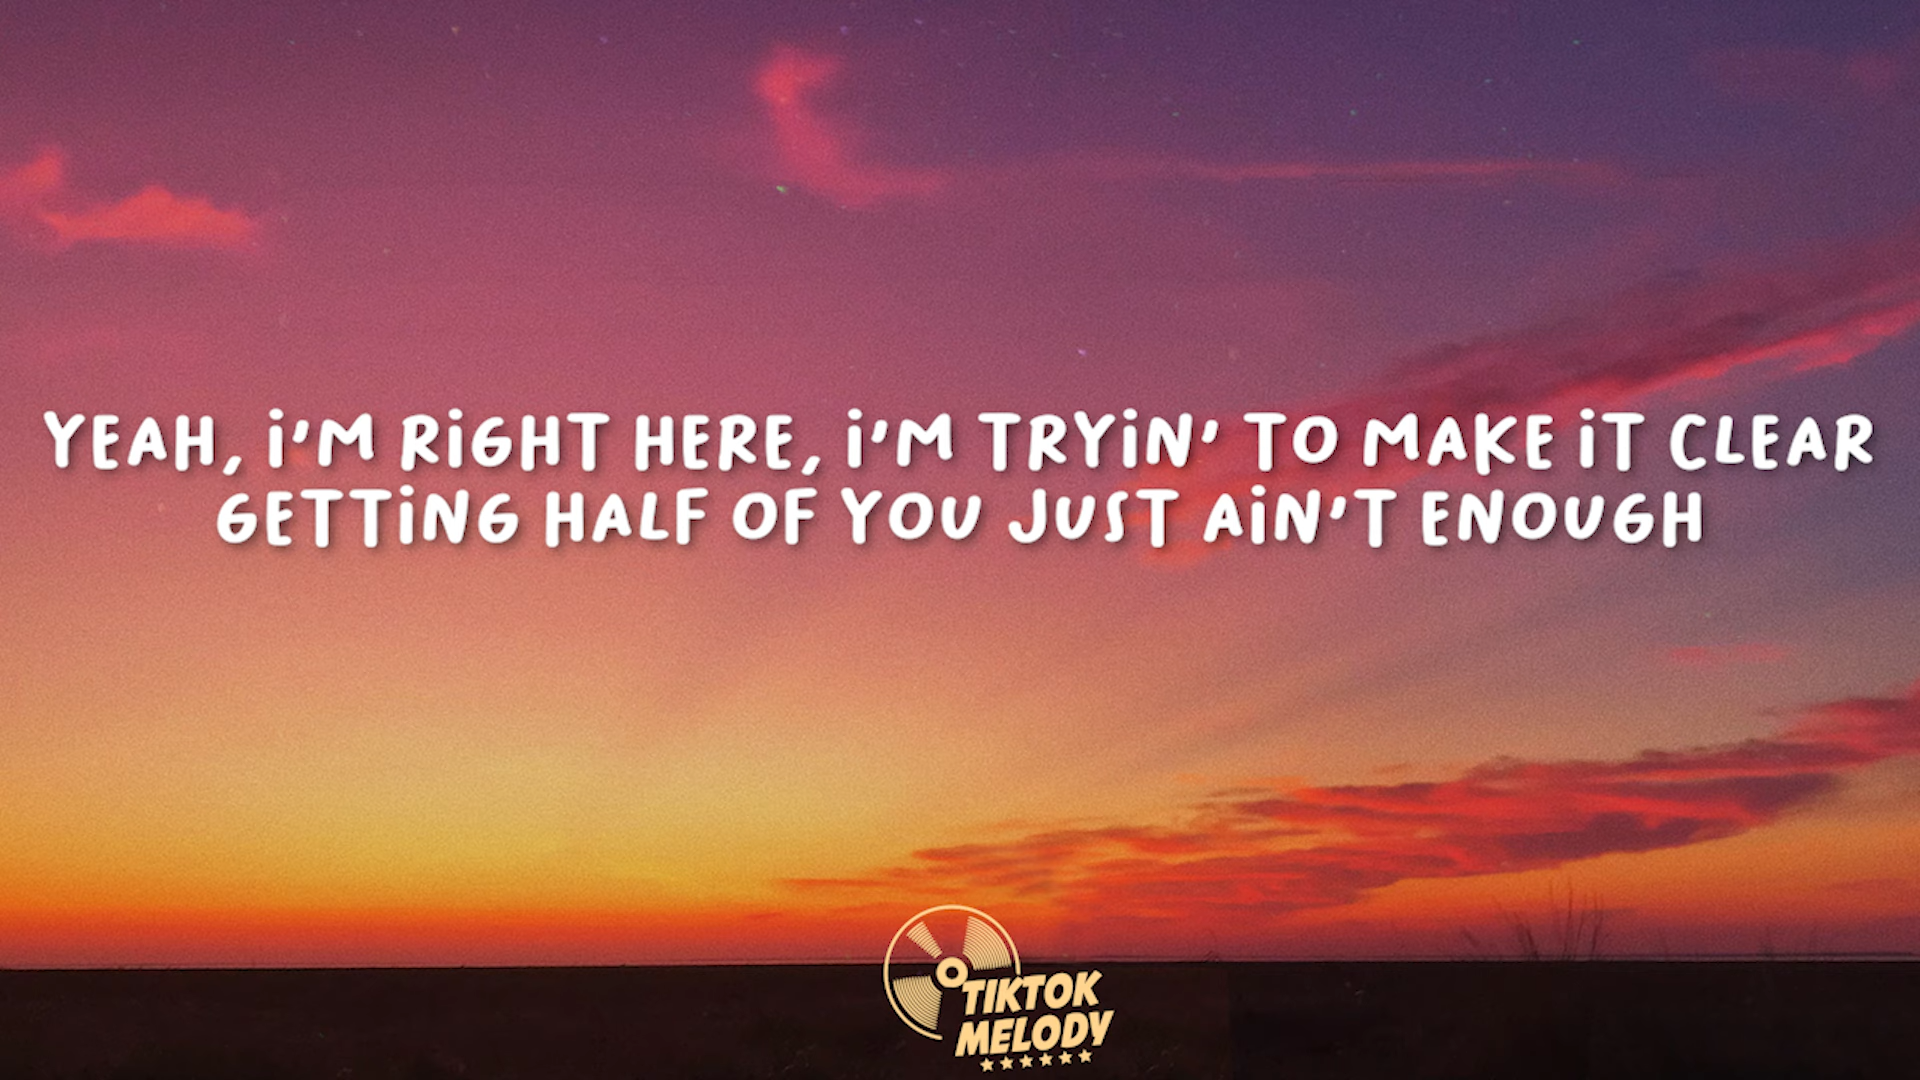 YEAH, I'M RIGHT HERE, I'M TRYIN' TO MAKE IT CLEAR
GETTING HALF OF YOU JUST AIN'T ENOUGH
TIKTOK
MELODY